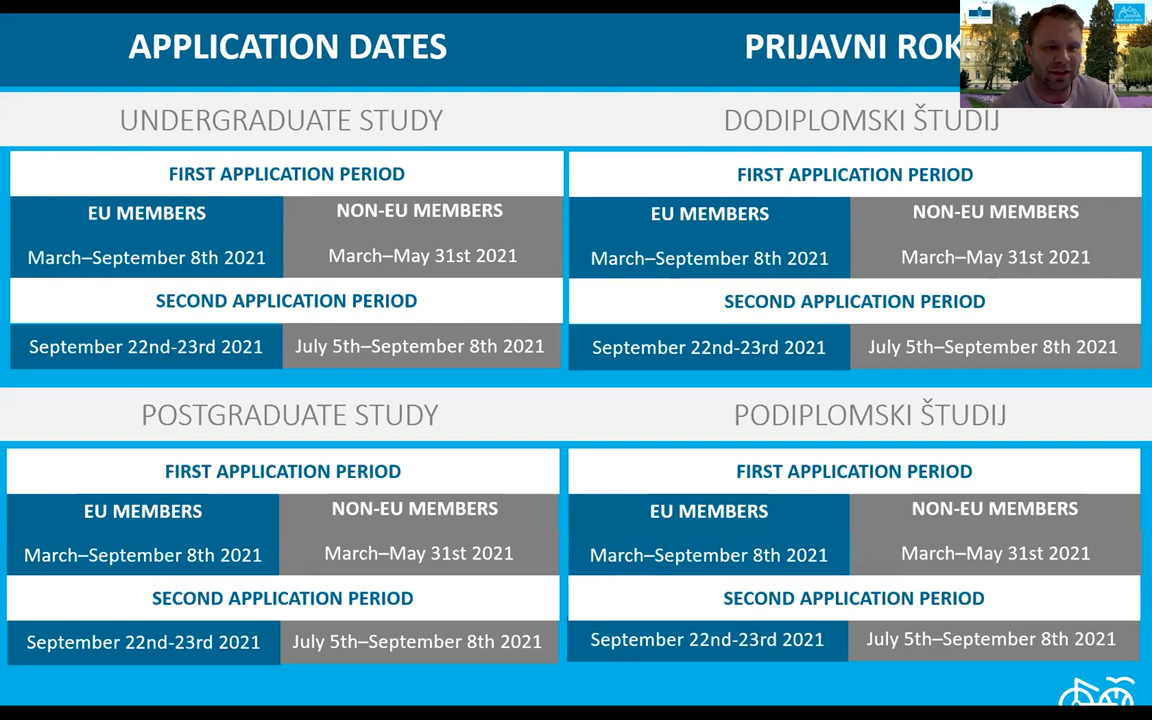 APPLICATION DATES
PRIJAVNI ROK
UNDERGRADUATE STUDY
DODIPLOMSKI ŠTUDIJ
FIRST APPLICATION PERIOD
FIRST APPLICATION PERIOD
EU MEMBERS
NON-EU MEMBERS
EU MEMBERS
NON-EU MEMBERS
March–September 8th 2021
March–May 31st 2021
March–September 8th 2021
March–May 31st 2021
SECOND APPLICATION PERIOD
SECOND APPLICATION PERIOD
September 22nd-23rd 2021
July 5th–September 8th 2021
September 22nd-23rd 2021
July 5th–September 8th 2021
POSTGRADUATE STUDY
PODIPLOMSKI ŠTUDIJ
FIRST APPLICATION PERIOD
FIRST APPLICATION PERIOD
EU MEMBERS
NON-EU MEMBERS
EU MEMBERS
NON-EU MEMBERS
March–September 8th 2021
March–May 31st 2021
March–September 8th 2021
March–May 31st 2021
SECOND APPLICATION PERIOD
SECOND APPLICATION PERIOD
September 22nd-23rd 2021
July 5th–September 8th 2021
September 22nd-23rd 2021
July 5th–September 8th 2021